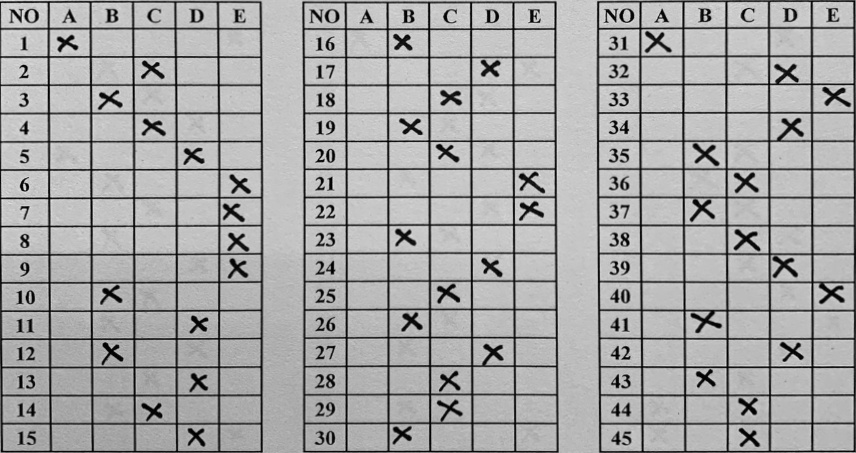 NO A B C D E
1 X
2 X
3 X
4 X
5 X
6 X
7 X
8 X
9 X
10 X
11 X
12 X
13 X
14 X
15 X
NO A B C D E
16 X
17 X
18 X
19 X
20 X
21 X
22 X
23 X
24 X
25 X
26 X
27 X
28 X
29 X
30 X
NO A B C D E
31 X
32 X
33 X
34 X
35 X
36 X
37 X
38 X
39 X
40 X
41 X
42 X
43 X
44 X
45 X